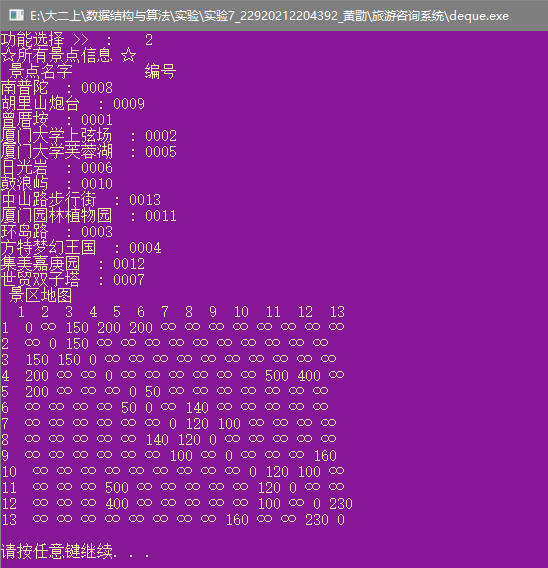 E:\大二上\数据结构与算法\实验\实验7_22920212204392_黄勖\旅游咨询系统\deque.exe
功能选择 >> : 2
☆所有景点信息 ☆
景点名字 编号
南普陀 : 0008
胡里山炮台 : 0009
曾厝垵 : 0001
厦门大学上弦场 : 0002
厦门大学芙蓉湖 : 0005
日光岩 : 0006
鼓浪屿 : 0010
中山路步行街 : 0013
厦门园林植物园 : 0011
环岛路 : 0003
方特梦幻王国 : 0004
集美嘉庚园 : 0012
世贸双子塔 : 0007
景区地图
1 2 3 4 5 6 7 8 9 10 11 12 13
1 0 ∞ 150 200 200 ∞ ∞ ∞ ∞ ∞ ∞ ∞ ∞
2 ∞ 0 150 ∞ ∞ ∞ ∞ ∞ ∞ ∞ ∞ ∞ ∞
3 150 150 0 ∞ ∞ ∞ ∞ ∞ ∞ ∞ ∞ ∞ ∞
4 200 ∞ ∞ 0 ∞ ∞ ∞ ∞ ∞ ∞ 500 400 ∞
5 200 ∞ ∞ ∞ 0 50 ∞ ∞ ∞ ∞ ∞ ∞ ∞
6 ∞ ∞ ∞ ∞ 50 0 ∞ 140 ∞ ∞ ∞ ∞ ∞
7 ∞ ∞ ∞ ∞ ∞ ∞ 0 120 100 ∞ ∞ ∞ ∞
8 ∞ ∞ ∞ ∞ ∞ 140 120 0 ∞ ∞ ∞ ∞ ∞
9 ∞ ∞ ∞ ∞ ∞ ∞ 100 ∞ 0 ∞ ∞ ∞ 160
10 ∞ ∞ ∞ ∞ ∞ ∞ ∞ ∞ ∞ 0 120 100 ∞
11 ∞ ∞ ∞ 500 ∞ ∞ ∞ ∞ ∞ 120 0 ∞ ∞
12 ∞ ∞ ∞ 400 ∞ ∞ ∞ ∞ ∞ 100 ∞ 0 230
13 ∞ ∞ ∞ ∞ ∞ ∞ ∞ ∞ 160 ∞ ∞ 230 0
请按任意键继续. . .